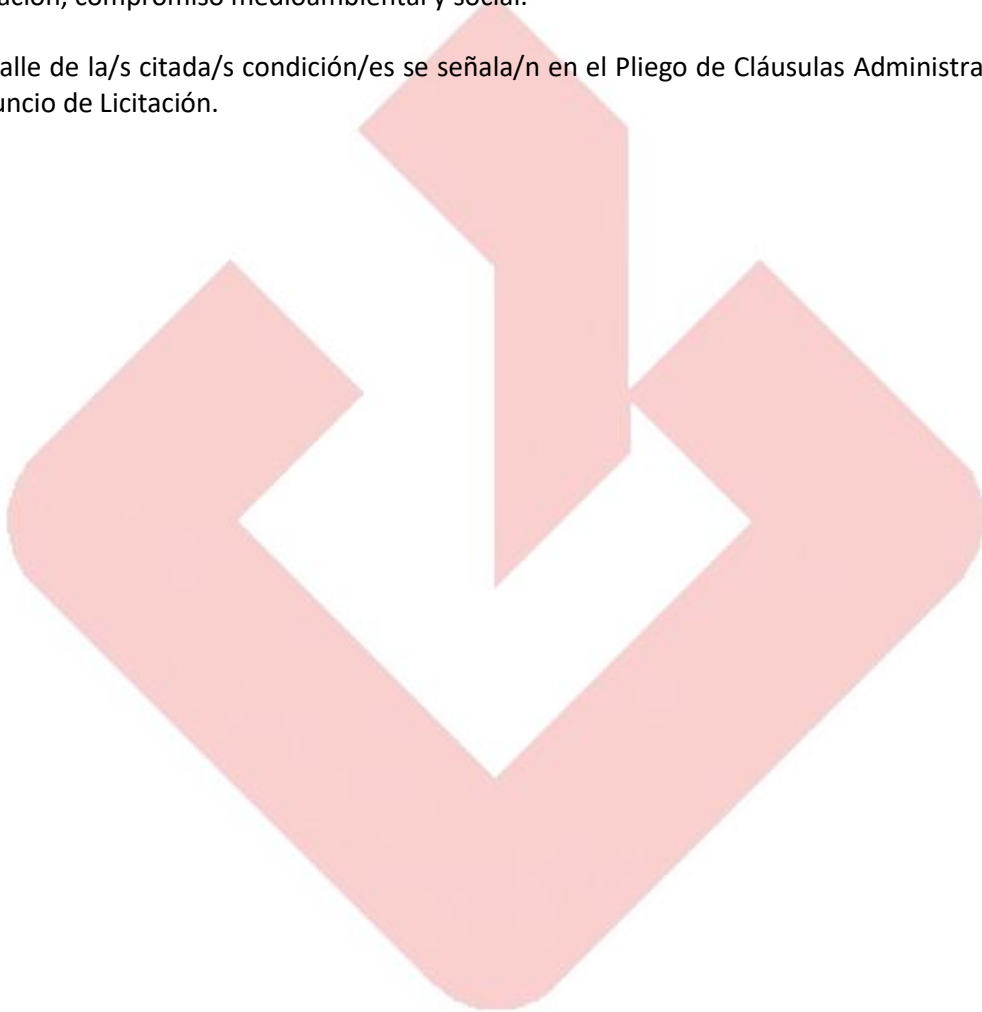 ación, compromiso medioambiental y social.
alle de la/s citada/s condición/es se señala/n en el Pliego de Cláusulas Administra
uncio de Licitación.